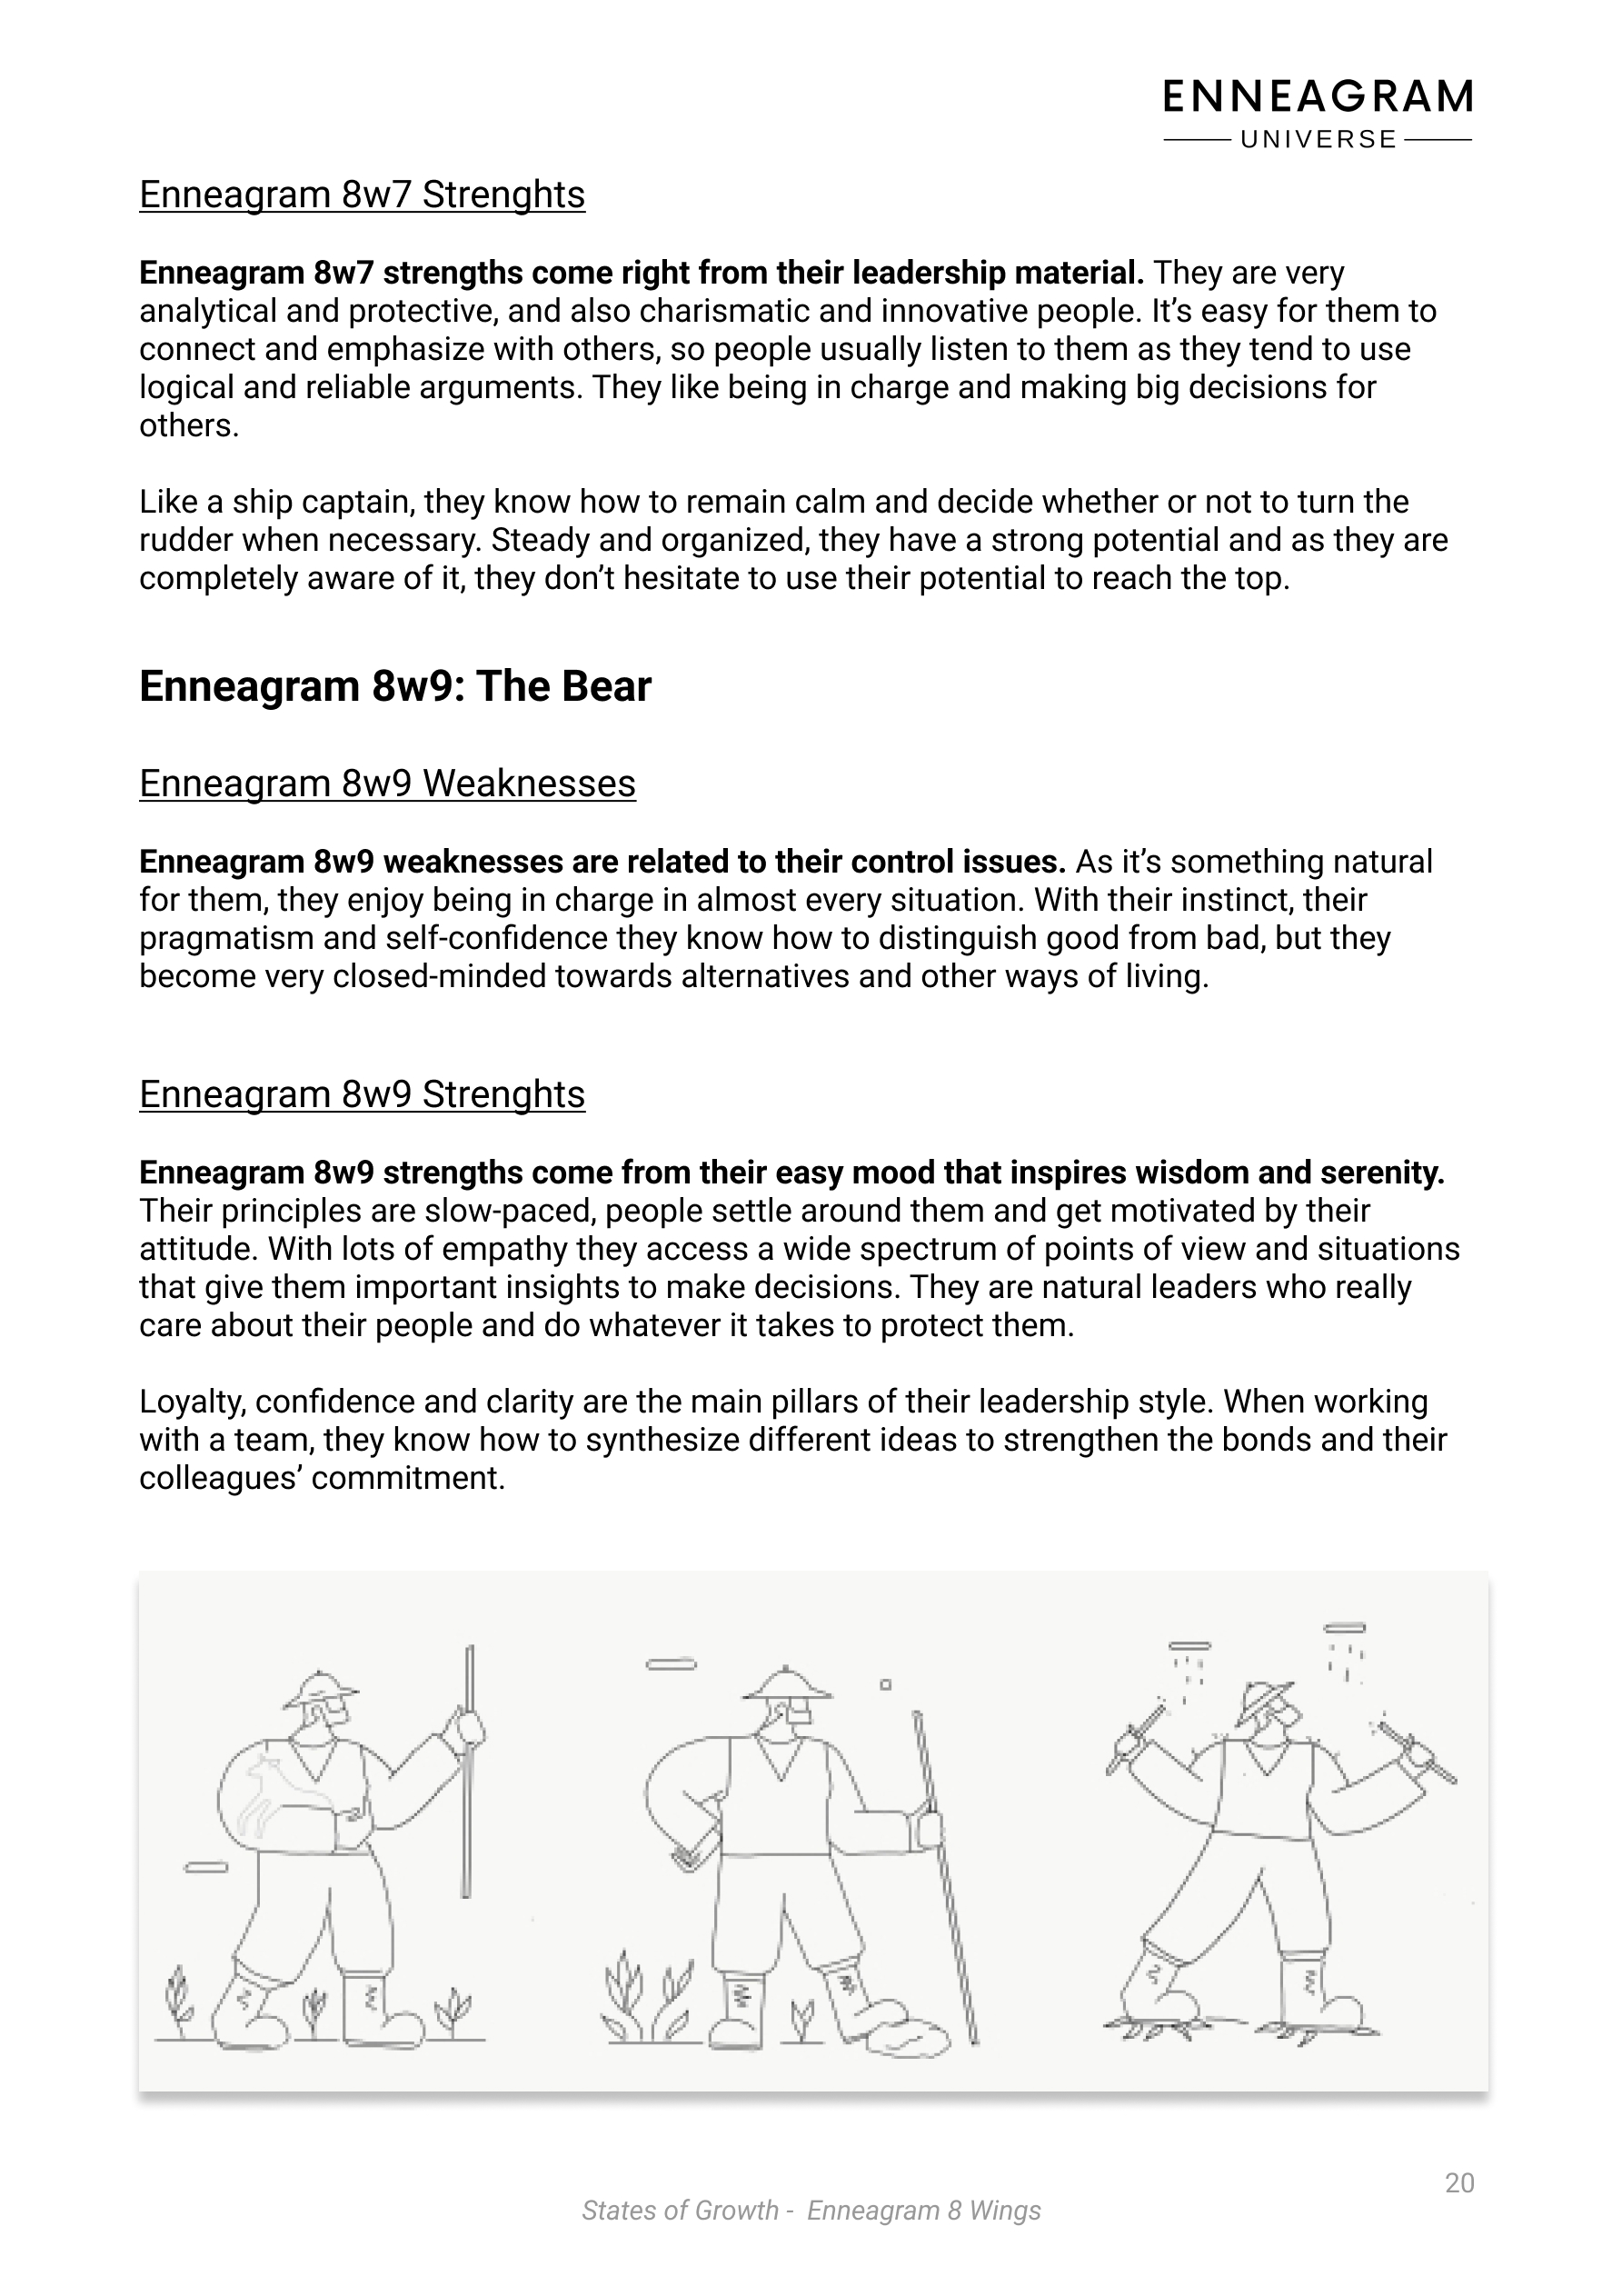 ENNEAGRAM
UNIVERSE
Enneagram 8w7 Strenghts
Enneagram 8w7 strengths come right from their leadership material. They are very
analytical and protective, and also charismatic and innovative people. It’s easy for them to
connect and emphasize with others, so people usually listen to them as they tend to use
logical and reliable arguments. They like being in charge and making big decisions for
others.
Like a ship captain, they know how to remain calm and decide whether or not to turn the
rudder when necessary. Steady and organized, they have a strong potential and as they are
completely aware of it, they don’t hesitate to use their potential to reach the top.
Enneagram 8w9: The Bear
Enneagram 8w9 Weaknesses
Enneagram 8w9 weaknesses are related to their control issues. As it’s something natural
for them, they enjoy being in charge in almost every situation. With their instinct, their
pragmatism and self-confidence they know how to distinguish good from bad, but they
become very closed-minded towards alternatives and other ways of living.
Enneagram 8w9 Strenghts
Enneagram 8w9 strengths come from their easy mood that inspires wisdom and serenity.
Their principles are slow-paced, people settle around them and get motivated by their
attitude. With lots of empathy they access a wide spectrum of points of view and situations
that give them important insights to make decisions. They are natural leaders who really
care about their people and do whatever it takes to protect them.
Loyalty, confidence and clarity are the main pillars of their leadership style. When working
with a team, they know how to synthesize different ideas to strengthen the bonds and their
colleagues’ commitment.
20
States of Growth -  Enneagram 8 Wings